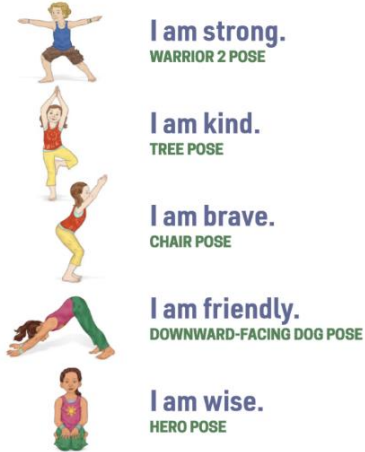 I am strong.
WARRIOR 2 POSE
I am kind.
TREE POSE
I am brave.
CHAIR POSE
I am friendly.
DOWNWARD-FACING DOG POSE
I am wise.
HERO POSE